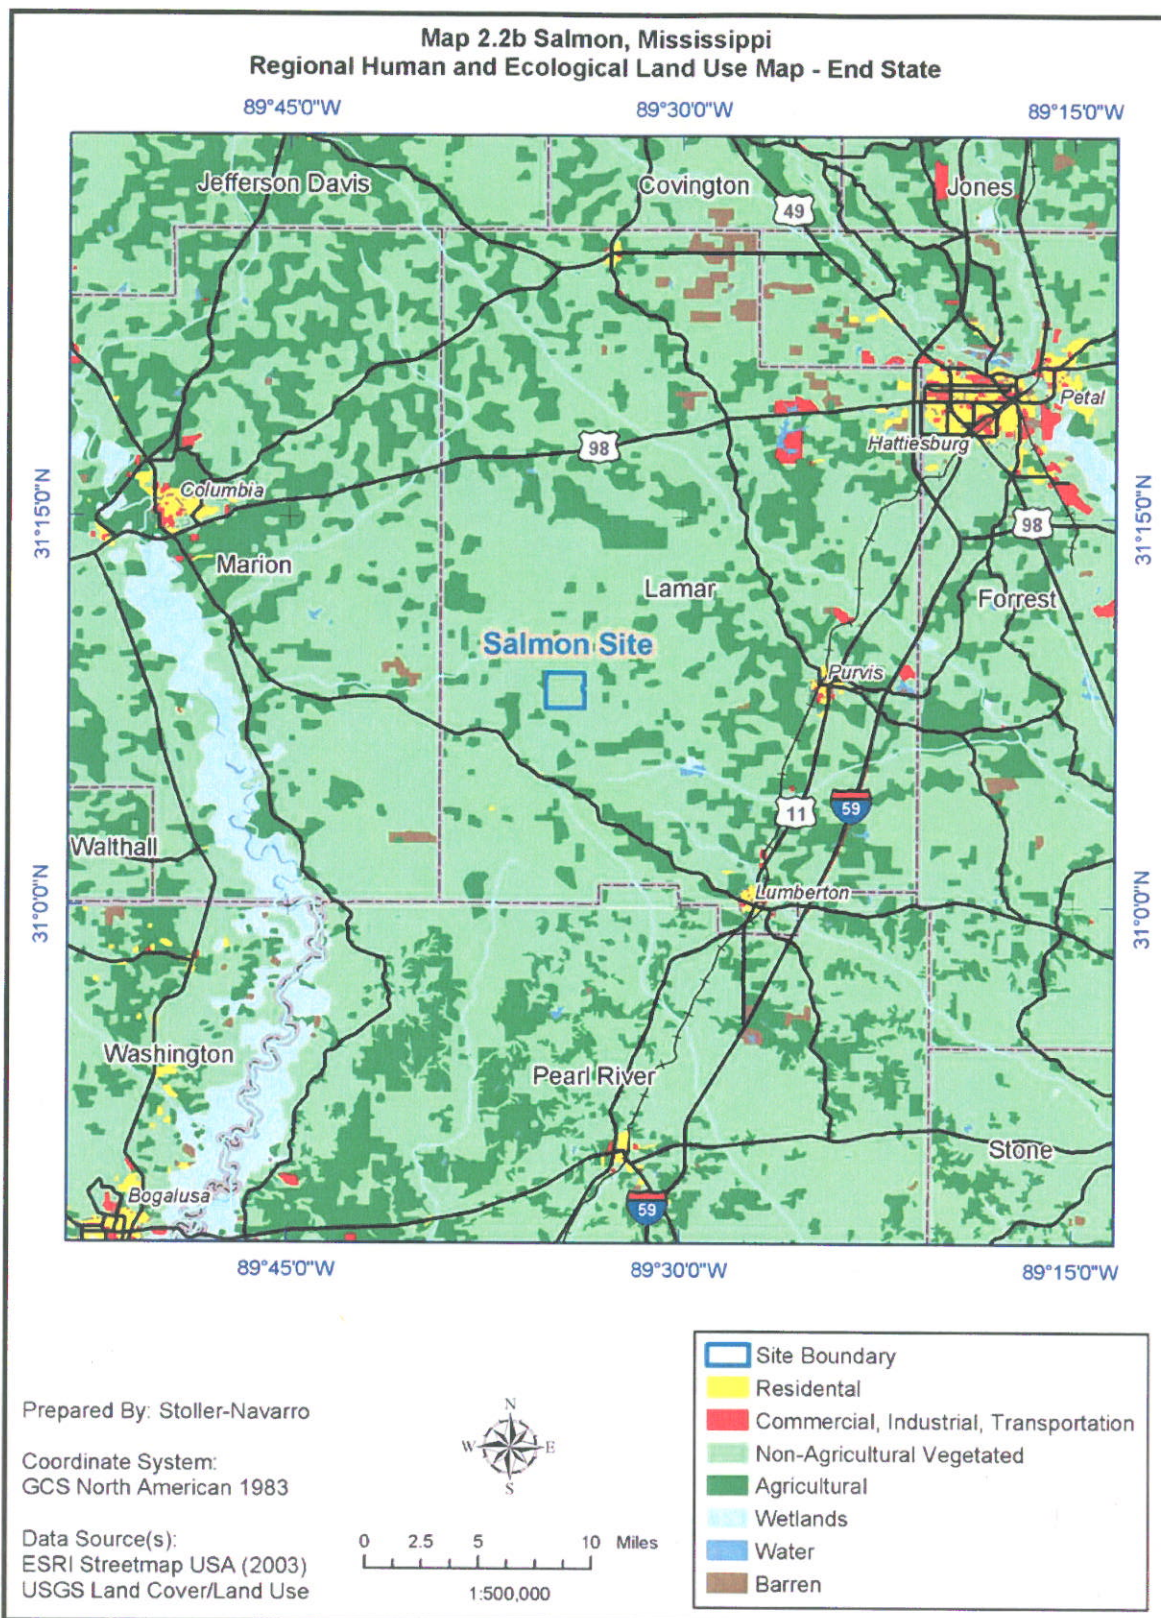 Map 2.2b Salmon, Mississippi
Regional Human and Ecological Land Use Map - End State
89°45'0"W
89°30'0"W
89°15'0"W
Jefferson Davis
Covington
Jones
49
Petal
Hattiesburg
98
Columbia
31°15'0"N
31°15'0"N
98
Marion
Lamar
Forrest
Salmon Site
Purvis
11
59
Walthall
Lumberton
31°0'0"N
31°0'0"N
Washington
Pearl River
Stone
Bogalusa
59
89°45'0"W
89°30'0"W
89°15'0"W
Site Boundary
Residental
Commercial, Industrial, Transportation
Non-Agricultural Vegetated
Agricultural
Wetlands
Water
Barren
Prepared By: Stoller-Navarro
Coordinate System:
GCS North American 1983
Data Source(s):
ESRI Streetmap USA (2003)
USGS Land Cover/Land Use
N
W
E
S
0 2.5 5 10 Miles
1:500,000